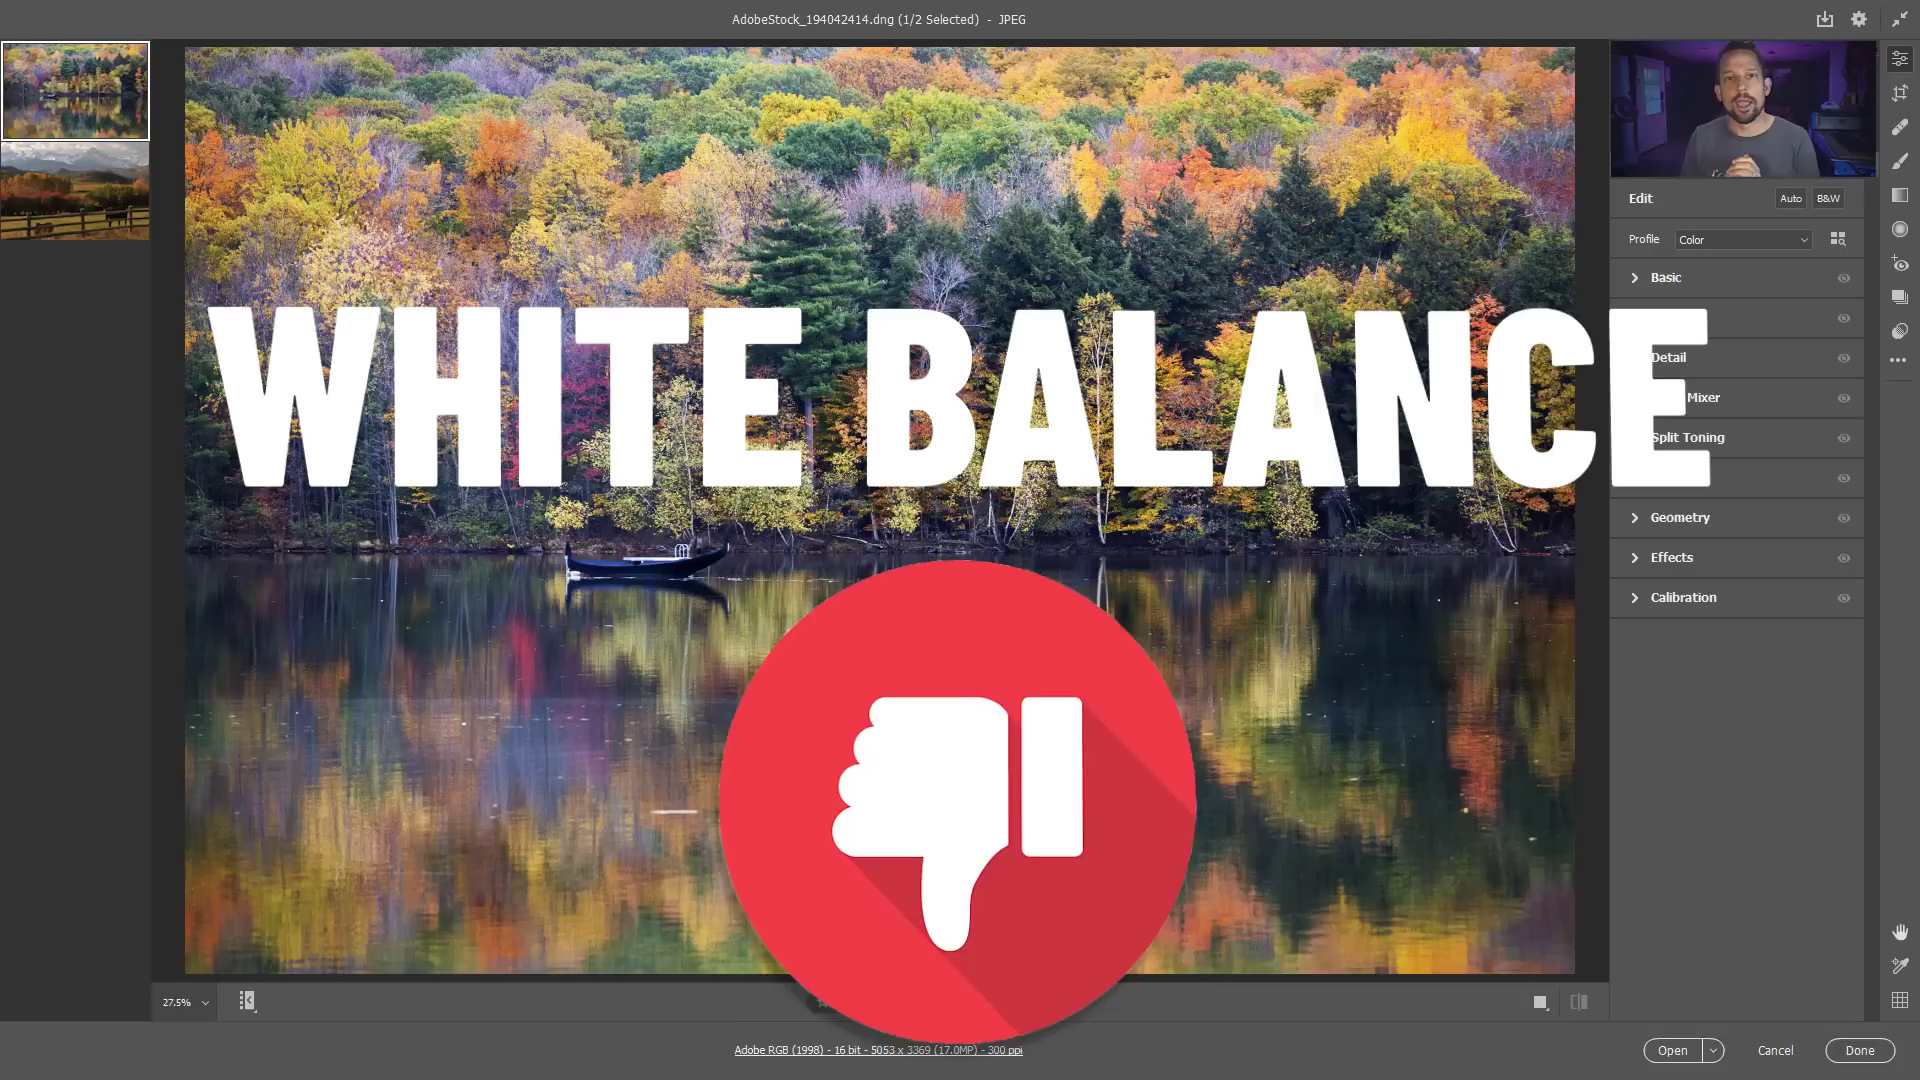 AdobeStock_194042414.dng (1/2 Selected) - JPEG
Edit
Auto
B&W
Profile
Color
Basic
WHITE BALANCE
Detail
Mixer
Split Toning
Geometry
Effects
Calibration
27.5%
Adobe RGB (1998) - 16 bit - 5053 x 3369 (17.0MP) - 300 ppi
Open
Cancel
Done